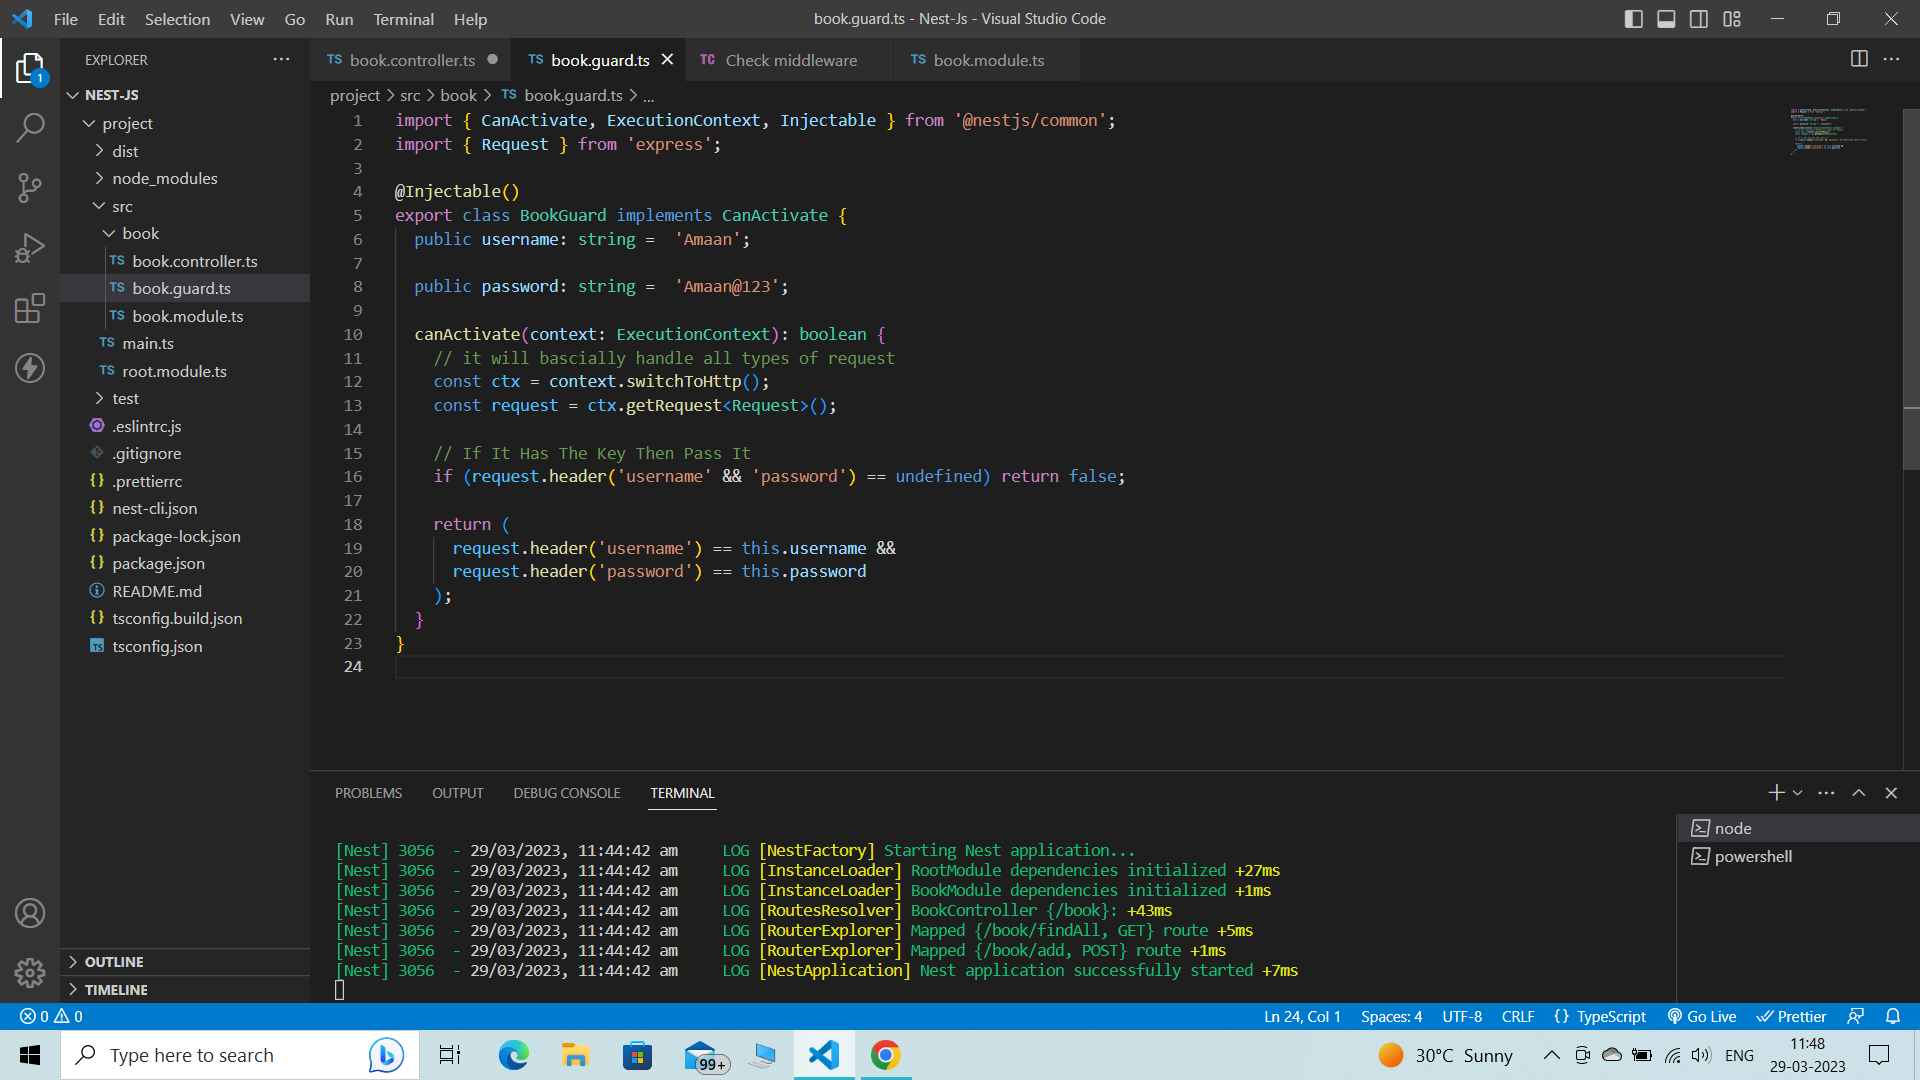 File Edit Selection View Go Run Terminal Help
book.guard.ts - Nest-Js - Visual Studio Code
EXPLORER
TS book.controller.ts
TS book.guard.ts
TC Check middleware
TS book.module.ts
1
NEST-JS
project
dist
node_modules
src
book
TS book.controller.ts
TS book.guard.ts
TS book.module.ts
TS main.ts
TS root.module.ts
test
.eslintrc.js
.gitignore
{} .prettierrc
{} nest-cli.json
{} package-lock.json
{} package.json
README.md
{} tsconfig.build.json
TS tsconfig.json
OUTLINE
TIMELINE
project > src > book > TS book.guard.ts > ...
1 import { CanActivate, ExecutionContext, Injectable } from '@nestjs/common';
2 import { Request } from 'express';
3
4 @Injectable()
5 export class BookGuard implements CanActivate {
6 public username: string =  'Amaan';
7
8 public password: string =  'Amaan@123';
9
10 canActivate(context: ExecutionContext): boolean {
11 // it will bascially handle all types of request
12 const ctx = context.switchToHttp();
13 const request = ctx.getRequest<Request>();
14
15 // If It Has The Key Then Pass It
16 if (request.header('username' && 'password') == undefined) return false;
17
18 return (
19 request.header('username') == this.username &&
20 request.header('password') == this.password
21 );
22 }
23 }
24
PROBLEMS OUTPUT DEBUG CONSOLE TERMINAL
node
powershell
[Nest] 3056  - 29/03/2023, 11:44:42 am     LOG [NestFactory] Starting Nest application...
[Nest] 3056  - 29/03/2023, 11:44:42 am     LOG [InstanceLoader] RootModule dependencies initialized +27ms
[Nest] 3056  - 29/03/2023, 11:44:42 am     LOG [InstanceLoader] BookModule dependencies initialized +1ms
[Nest] 3056  - 29/03/2023, 11:44:42 am     LOG [RoutesResolver] BookController {/book}: +43ms
[Nest] 3056  - 29/03/2023, 11:44:42 am     LOG [RouterExplorer] Mapped {/book/findAll, GET} route +5ms
[Nest] 3056  - 29/03/2023, 11:44:42 am     LOG [RouterExplorer] Mapped {/book/add, POST} route +1ms
[Nest] 3056  - 29/03/2023, 11:44:42 am     LOG [NestApplication] Nest application successfully started +7ms
0 0
Ln 24, Col 1 Spaces: 4 UTF-8 CRLF {} TypeScript Go Live Prettier
Type here to search
99+
30°C Sunny
ENG
11:48
29-03-2023